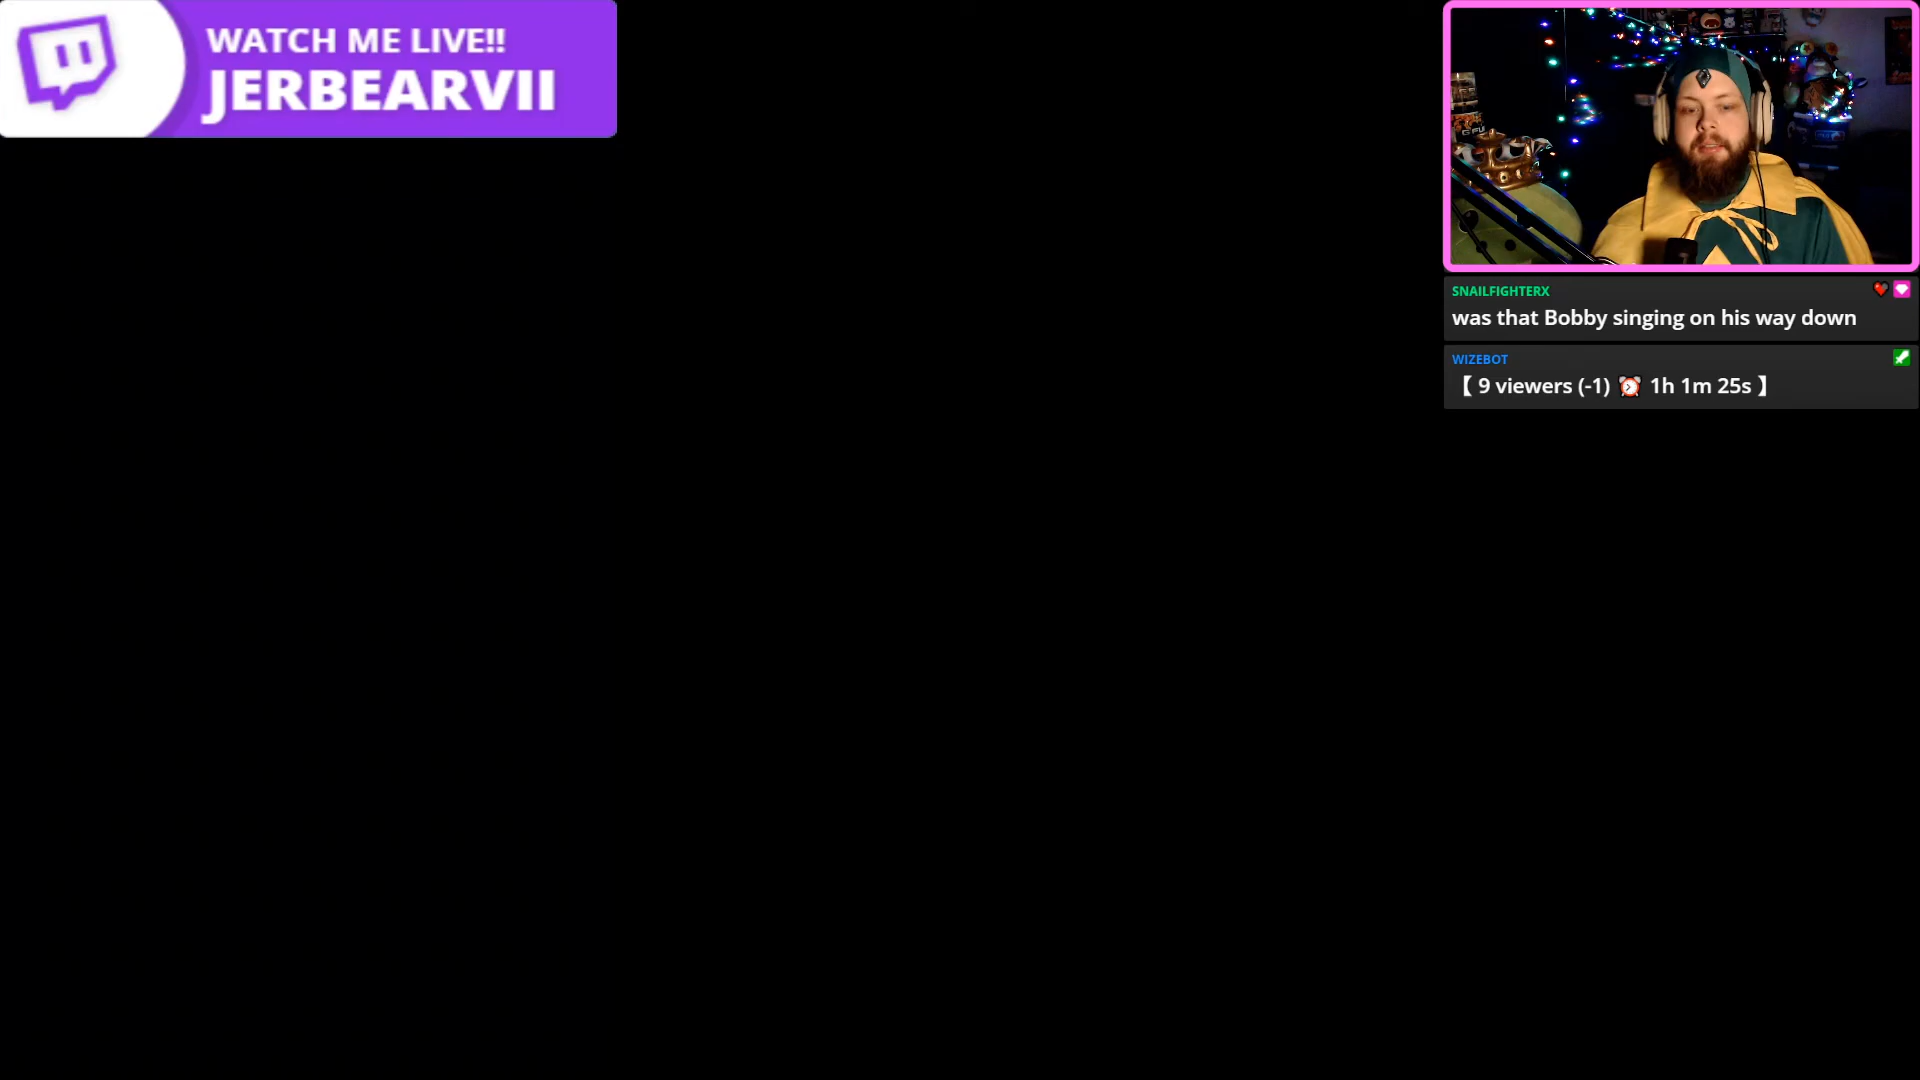 WATCH ME LIVE!!
JERBEARVII
SNAILFIGHTERX
was that Bobby singing on his way down
WIZEBOT
【 9 viewers (-1) ⏰ 1h 1m 25s 】